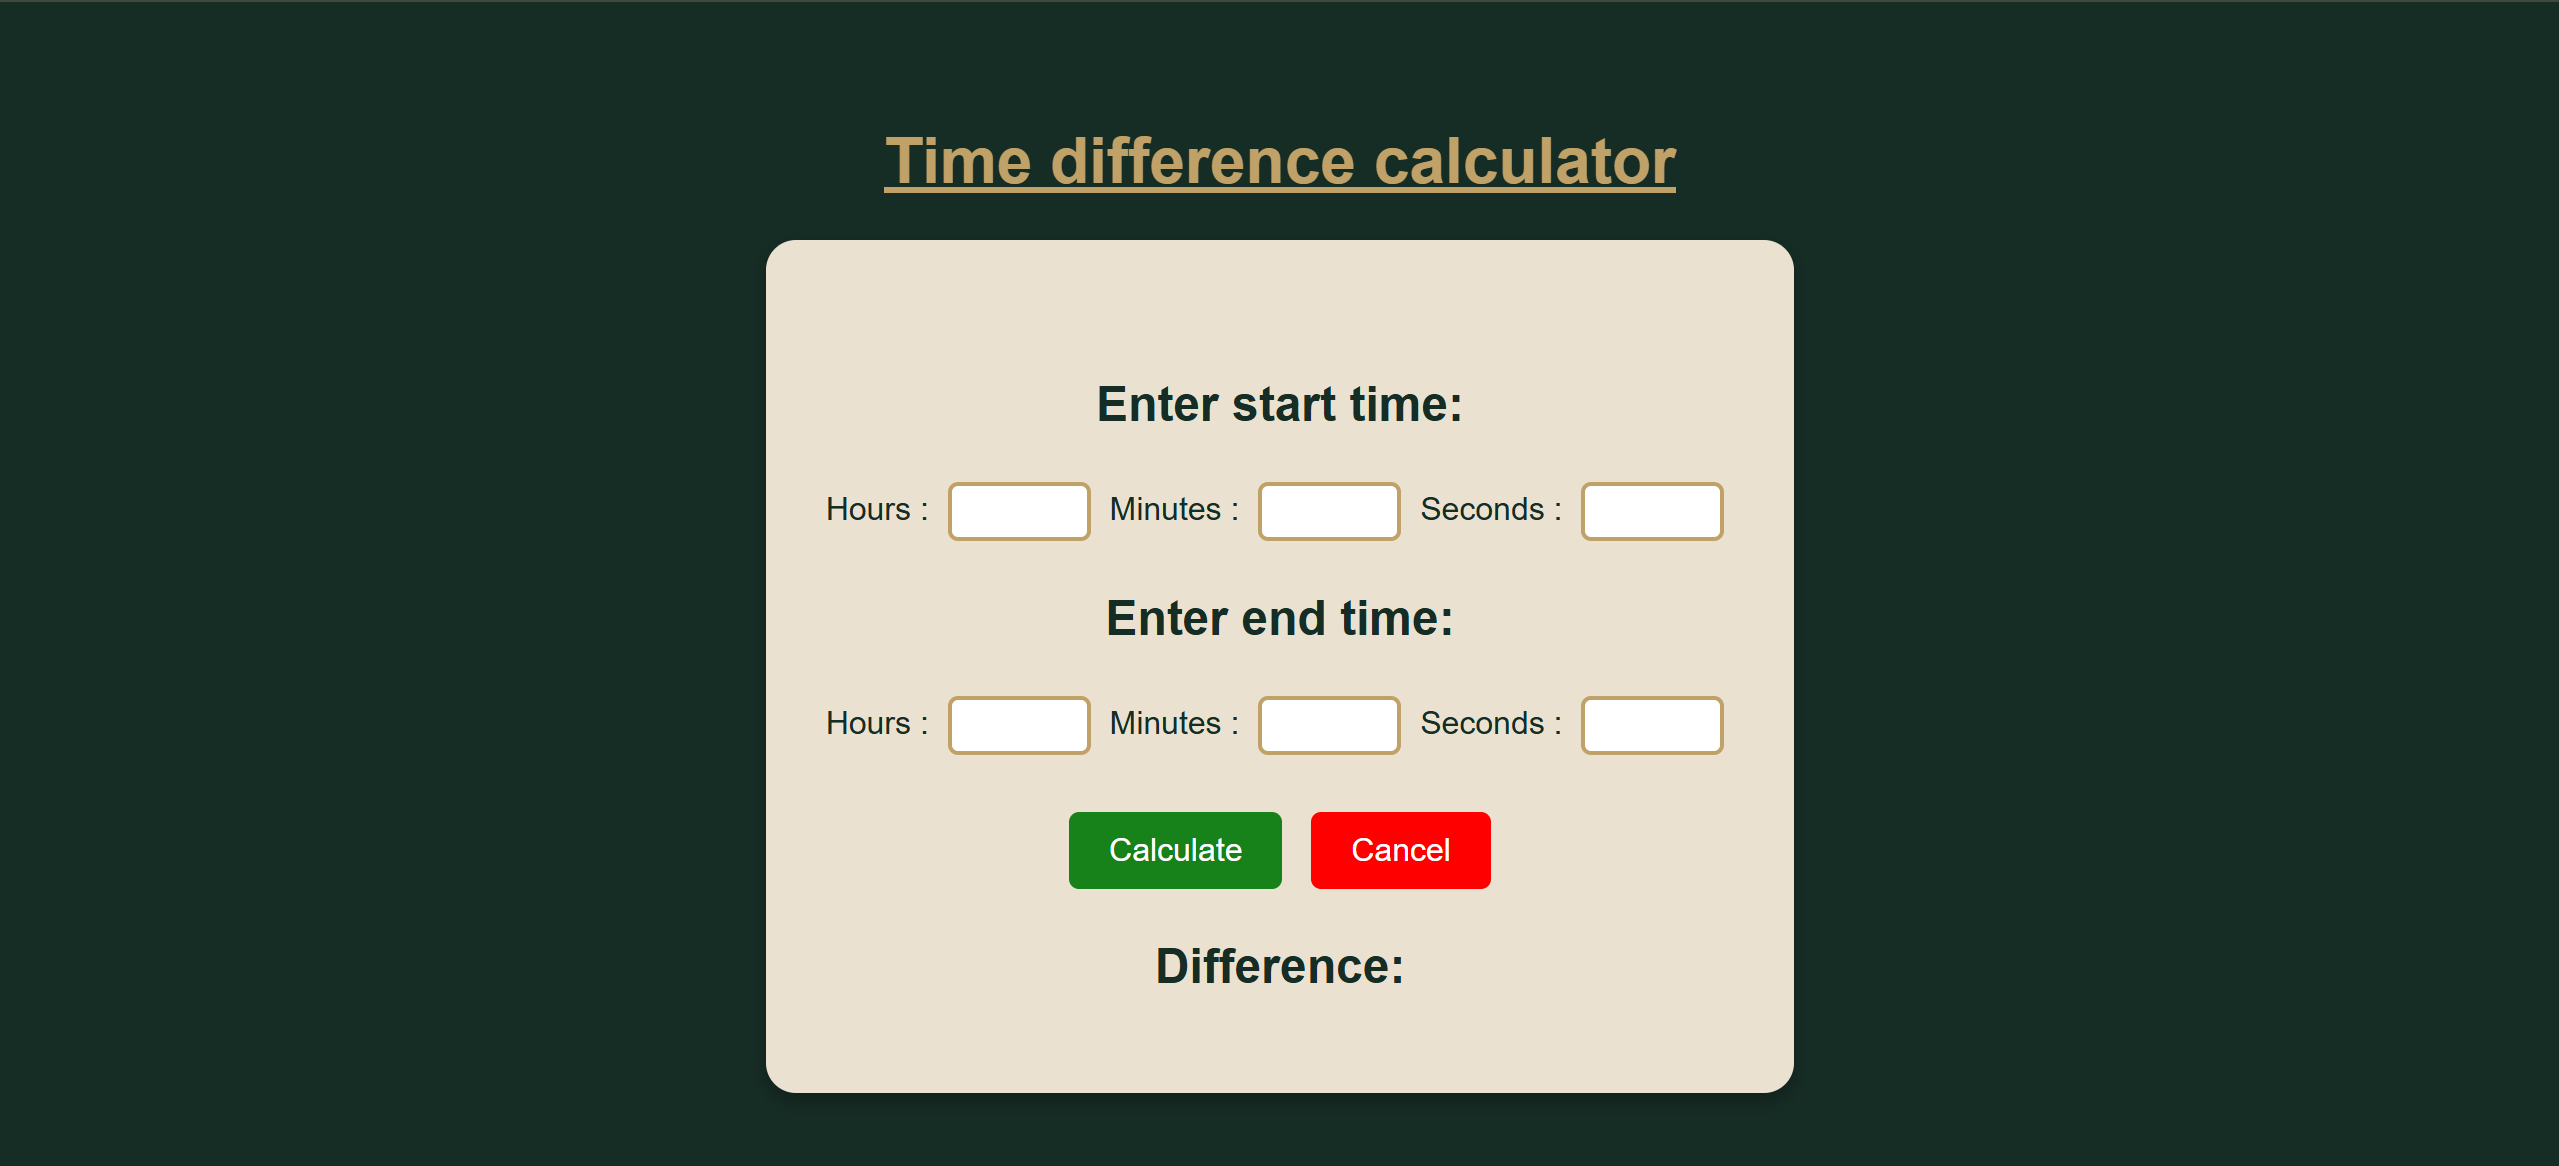 Time difference calculator
Enter start time:
Hours : Minutes : Seconds :
Enter end time:
Hours : Minutes : Seconds :
Calculate Cancel
Difference: